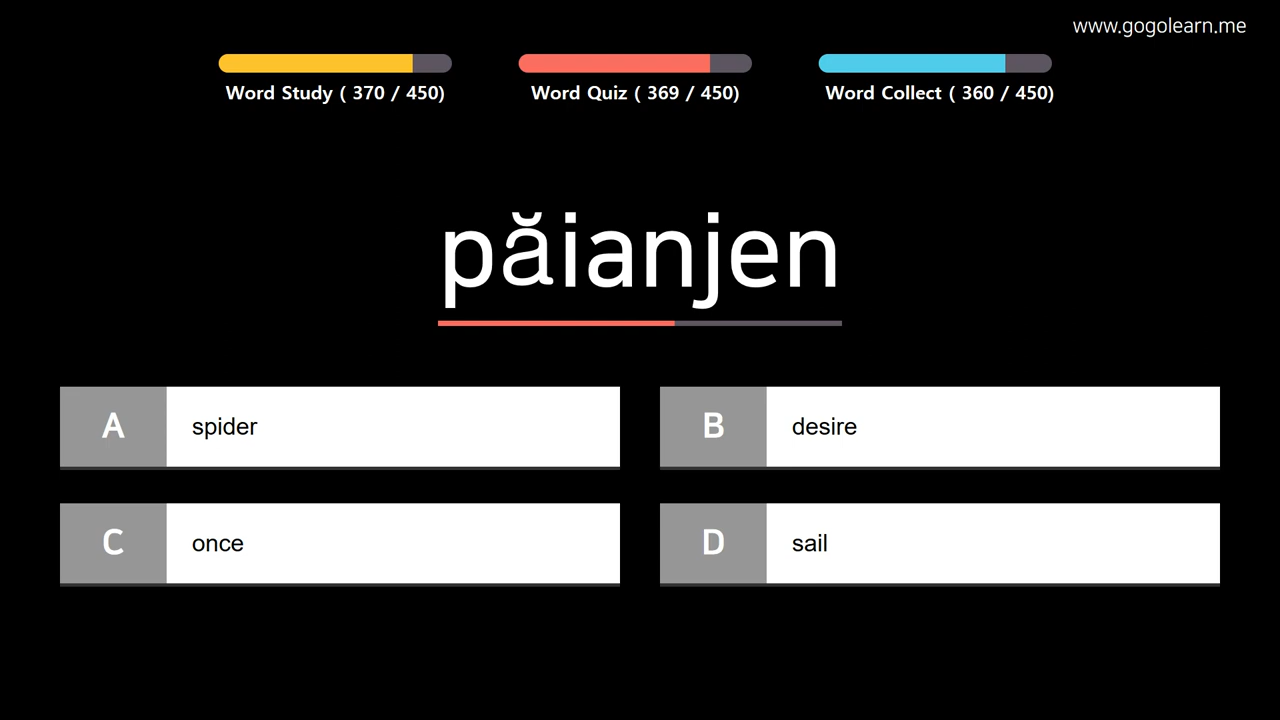 www.gogolearn.me
Word Study ( 370 / 450)
Word Quiz ( 369 / 450)
Word Collect ( 360 / 450)
păianjen
A spider
B desire
C once
D sail